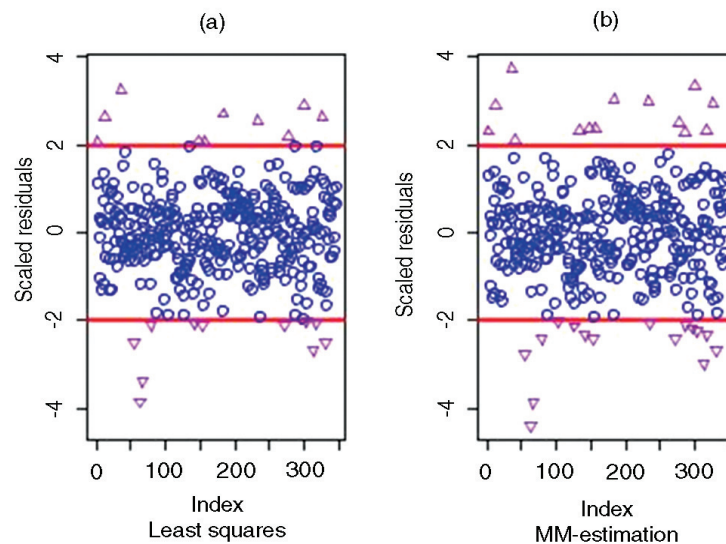 (a)
Scaled residuals
4
2
0
-2
-4
0 100 200 300
Index
Least squares
(b)
Scaled residuals
4
2
0
-2
-4
0 100 200 300
Index
MM-estimation